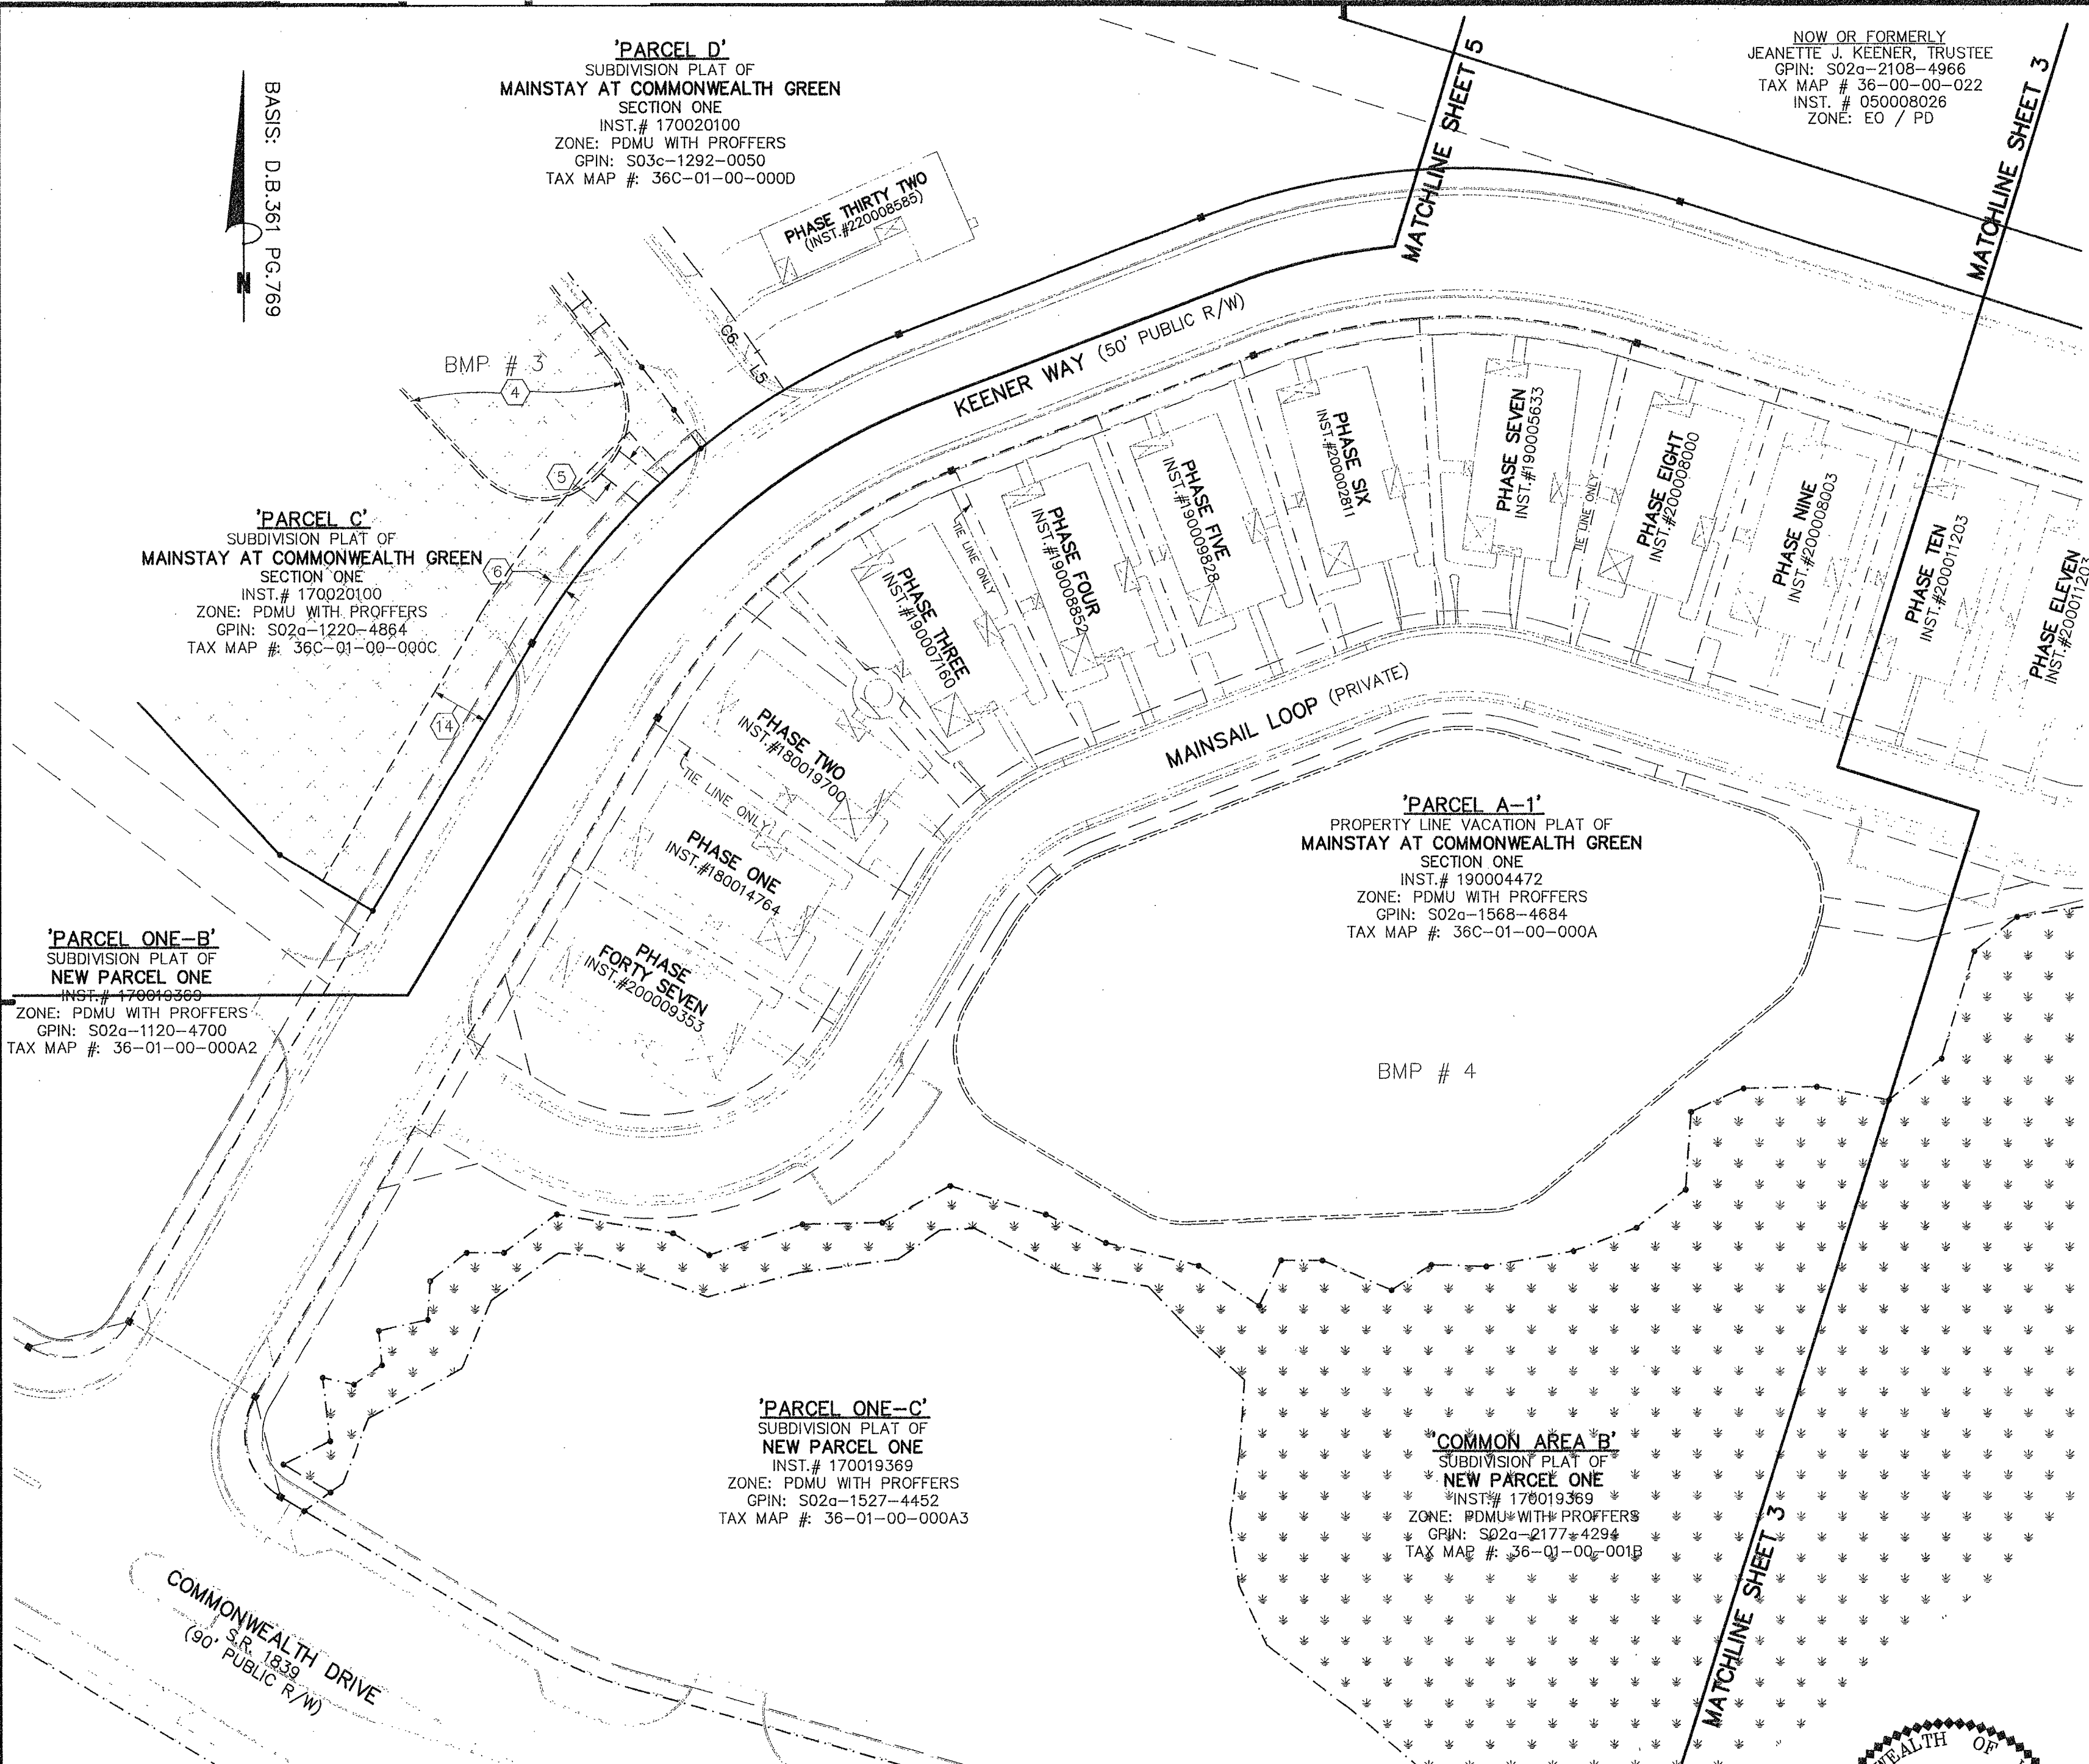 'PARCEL D'
SUBDIVISION PLAT OF
MAINSTAY AT COMMONWEALTH GREEN
SECTION ONE
INST.# 170020100
ZONE: PDMU WITH PROFFERS
GPIN: S03c-1292-0050
TAX MAP #: 36C-01-00-000D
MATCHLINE SHEET 5
NOW OR FORMERLY
JEANETTE J. KEENER, TRUSTEE
GPIN: S02a-2108-4966
TAX MAP # 36-00-00-022
INST. # 050008026
ZONE: EO / PD
MATCHLINE SHEET 3
BASIS: D.B.361 PG.769
N
PHASE THIRTY TWO
(INST.#220008585)
C6
L5
BMP # 3
4
5
6
14
KEENER WAY (50' PUBLIC R/W)
'PARCEL C'
SUBDIVISION PLAT OF
MAINSTAY AT COMMONWEALTH GREEN
SECTION ONE
INST.# 170020100
ZONE: PDMU WITH PROFFERS
GPIN: S02a-1220-4864
TAX MAP #: 36C-01-00-000C
PHASE SEVEN
INST.#190005633
PHASE SIX
INST.#200002811
TIE LINE ONLY
PHASE EIGHT
INST.#200008000
PHASE NINE
INST.#200008003
PHASE TEN
INST.#200011203
PHASE ELEVEN
INST.#200011203
PHASE FIVE
INST.#190009828
PHASE FOUR
INST.#190008852
TIE LINE ONLY
PHASE THREE
INST.#190007160
PHASE TWO
INST.#180019700
TIE LINE ONLY
PHASE ONE
INST.#180014764
PHASE
FORTY SEVEN
INST.#200009353
MAINSAIL LOOP (PRIVATE)
'PARCEL A-1'
PROPERTY LINE VACATION PLAT OF
MAINSTAY AT COMMONWEALTH GREEN
SECTION ONE
INST.# 190004472
ZONE: PDMU WITH PROFFERS
GPIN: S02a-1568-4684
TAX MAP #: 36C-01-00-000A
'PARCEL ONE-B'
SUBDIVISION PLAT OF
NEW PARCEL ONE
INST.# 170019369
ZONE: PDMU WITH PROFFERS
GPIN: S02a-1120-4700
TAX MAP #: 36-01-00-000A2
BMP # 4
'PARCEL ONE-C'
SUBDIVISION PLAT OF
NEW PARCEL ONE
INST.# 170019369
ZONE: PDMU WITH PROFFERS
GPIN: S02a-1527-4452
TAX MAP #: 36-01-00-000A3
'COMMON AREA B'
SUBDIVISION PLAT OF
NEW PARCEL ONE
INST.# 170019369
ZONE: PDMU WITH PROFFERS
GPIN: S02a-2177-4294
TAX MAP #: 36-01-00-001B
MATCHLINE SHEET 3
COMMONWEALTH DRIVE
S.R. 1839
(90' PUBLIC R/W)
WEALTH OF